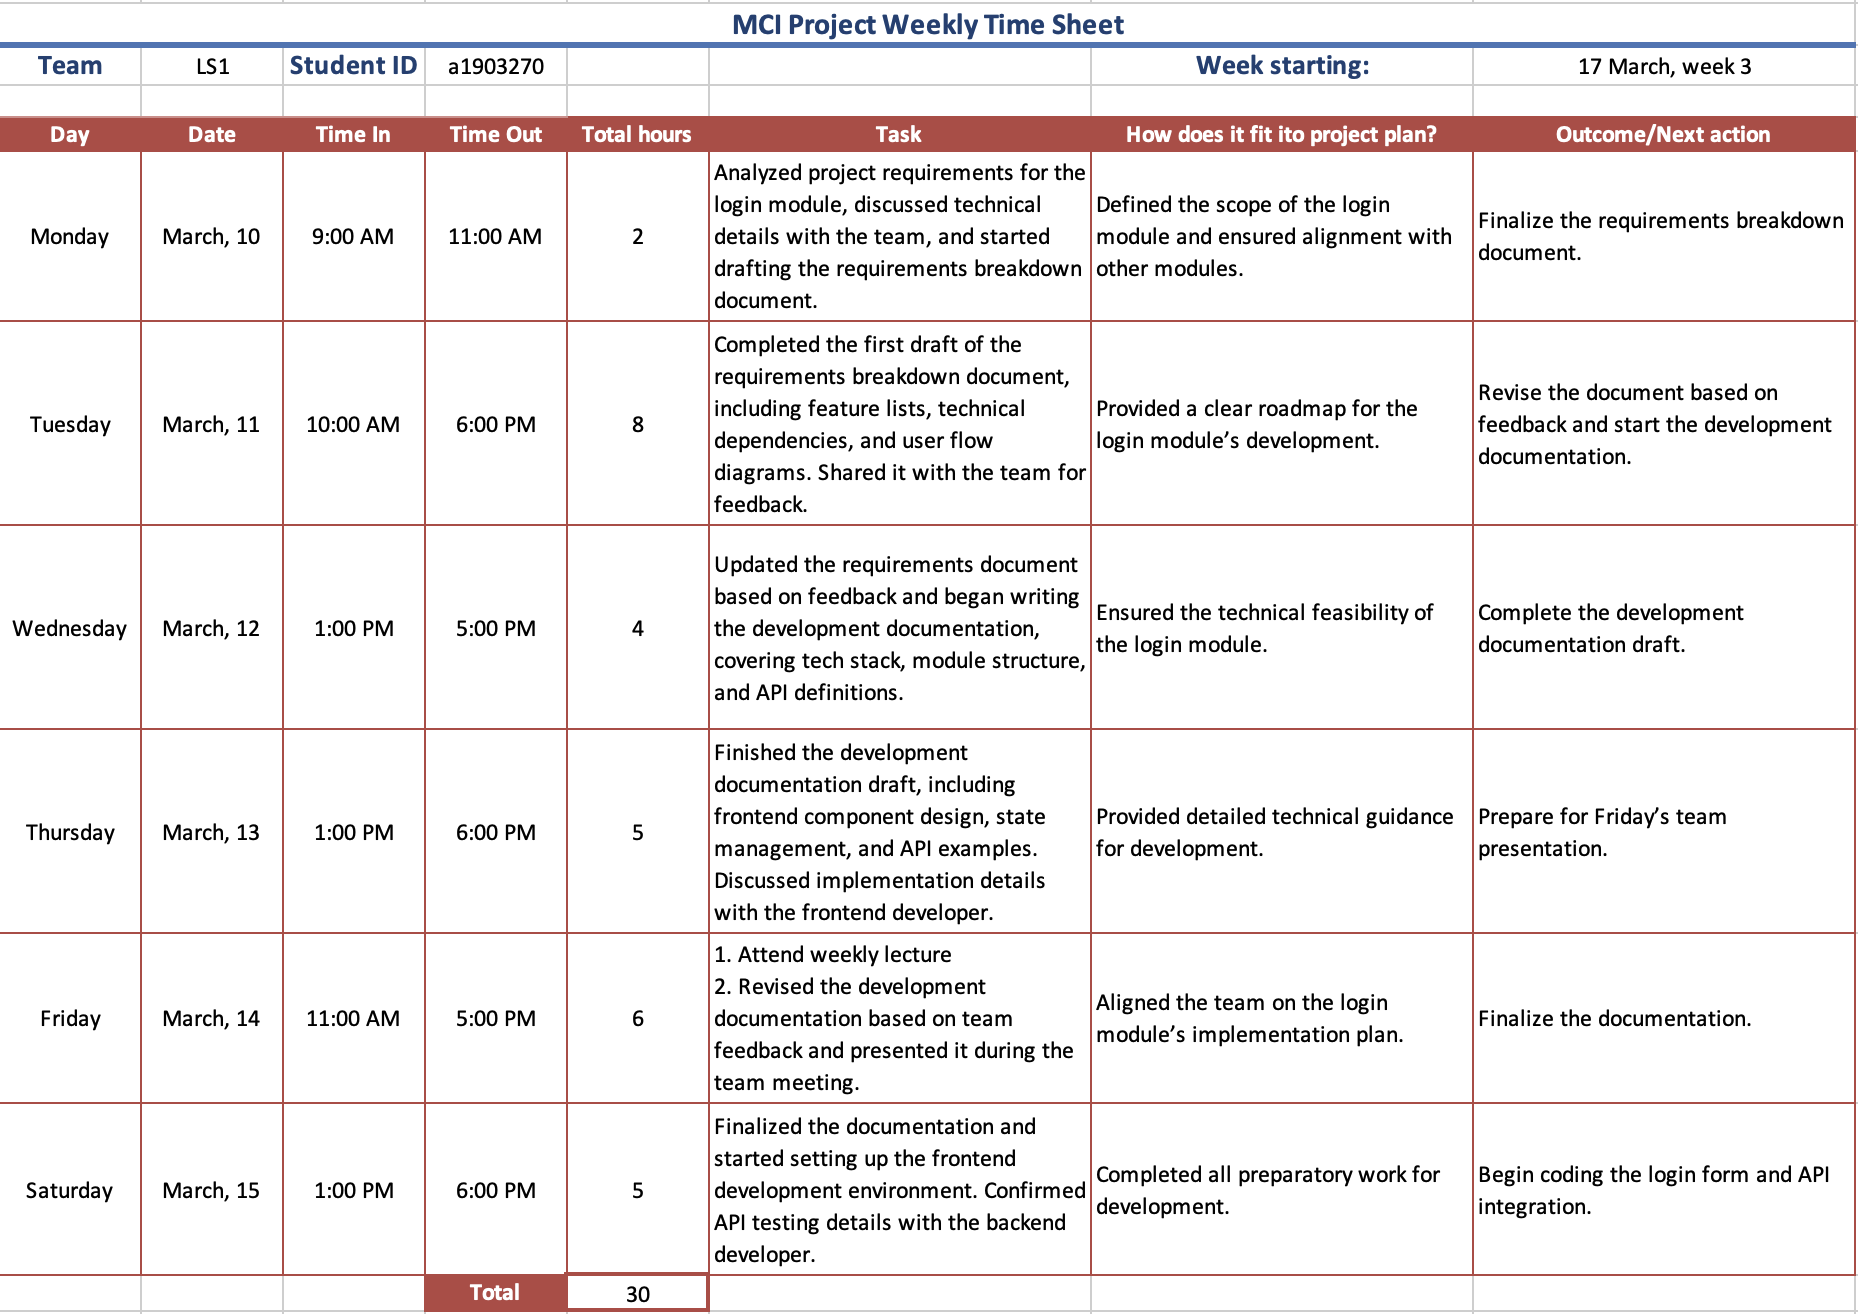 MCI Project Weekly Time Sheet
Team LS1 Student ID a1903270 Week starting: 17 March, week 3
Day Date Time In Time Out Total hours Task How does it fit ito project plan? Outcome/Next action
Monday March, 10 9:00 AM 11:00 AM 2
Analyzed project requirements for the
login module, discussed technical
details with the team, and started
drafting the requirements breakdown
document.
Defined the scope of the login
module and ensured alignment with
other modules.
Finalize the requirements breakdown
document.
Tuesday March, 11 10:00 AM 6:00 PM 8
Completed the first draft of the
requirements breakdown document,
including feature lists, technical
dependencies, and user flow
diagrams. Shared it with the team for
feedback.
Provided a clear roadmap for the
login module’s development.
Revise the document based on
feedback and start the development
documentation.
Wednesday March, 12 1:00 PM 5:00 PM 4
Updated the requirements document
based on feedback and began writing
the development documentation,
covering tech stack, module structure,
and API definitions.
Ensured the technical feasibility of
the login module.
Complete the development
documentation draft.
Thursday March, 13 1:00 PM 6:00 PM 5
Finished the development
documentation draft, including
frontend component design, state
management, and API examples.
Discussed implementation details
with the frontend developer.
Provided detailed technical guidance
for development.
Prepare for Friday’s team
presentation.
Friday March, 14 11:00 AM 5:00 PM 6
1. Attend weekly lecture
2. Revised the development
documentation based on team
feedback and presented it during the
team meeting.
Aligned the team on the login
module’s implementation plan.
Finalize the documentation.
Saturday March, 15 1:00 PM 6:00 PM 5
Finalized the documentation and
started setting up the frontend
development environment. Confirmed
API testing details with the backend
developer.
Completed all preparatory work for
development.
Begin coding the login form and API
integration.
Total 30